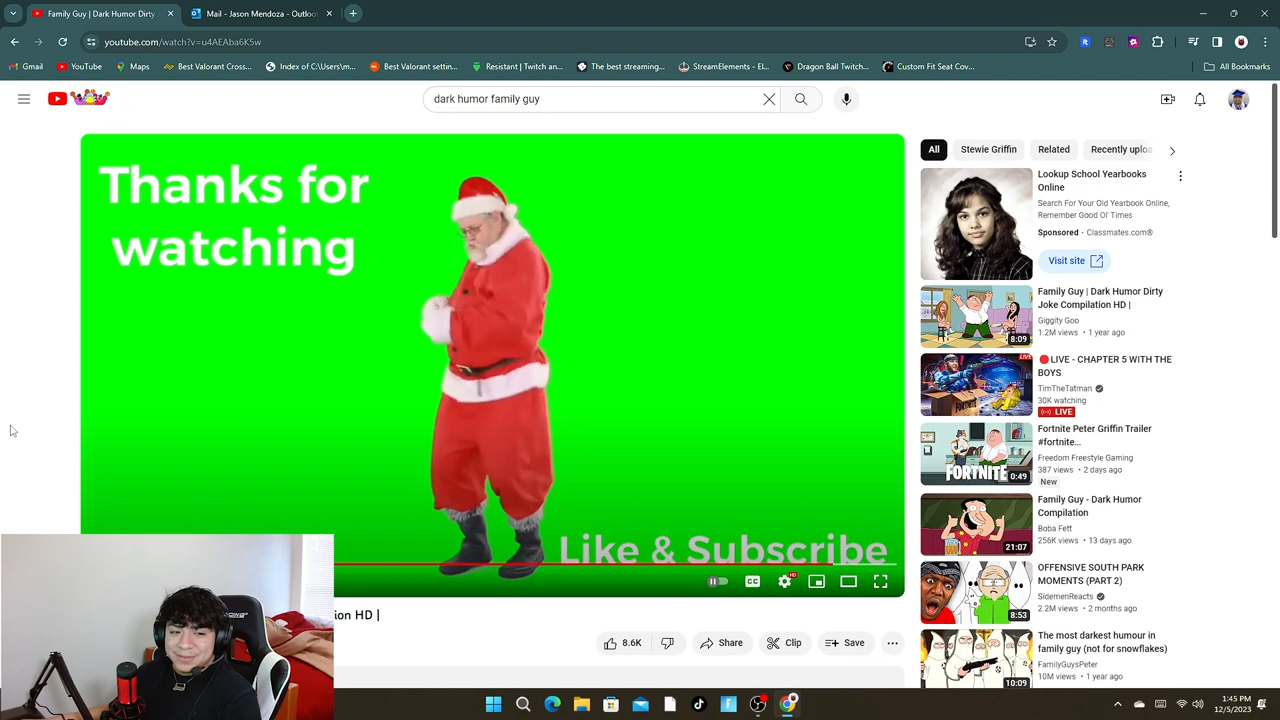 Family Guy | Dark Humor Dirty
Mail - Jason Mendoza - Outlook
youtube.com/watch?v=u4AEAba6K5w
Gmail
YouTube
Maps
Best Valorant Cross...
Index of C:\Users\m...
Best Valorant settin...
Resistant | Twitch an...
The best streaming...
StreamElements - E...
Dragon Ball Twitch...
Custom Fit Seat Cov...
All Bookmarks
dark humor family guy
Thanks for
watching
Like & Subscribe
CC
HD
ion HD |
8.6K
Share
Clip
Save
All
Stewie Griffin
Related
Recently uploa
Lookup School Yearbooks
Online
Search For Your Old Yearbook Online,
Remember Good Ol' Times
Sponsored · Classmates.com®
Visit site
Family Guy | Dark Humor Dirty
Joke Compilation HD |
Giggity Goo
1.2M views • 1 year ago
8:09
LIVE - CHAPTER 5 WITH THE
BOYS
TimTheTatman
30K watching
LIVE
LIVE
Fortnite Peter Griffin Trailer
#fortnite...
Freedom Freestyle Gaming
387 views • 2 days ago
New
FORTNITE
0:49
Family Guy - Dark Humor
Compilation
Boba Fett
256K views • 13 days ago
21:07
OFFENSIVE SOUTH PARK
MOMENTS (PART 2)
SidemenReacts
2.2M views • 2 months ago
8:53
The most darkest humour in
family guy (not for snowflakes)
FamilyGuysPeter
10M views • 1 year ago
10:09
1:45 PM
12/5/2023